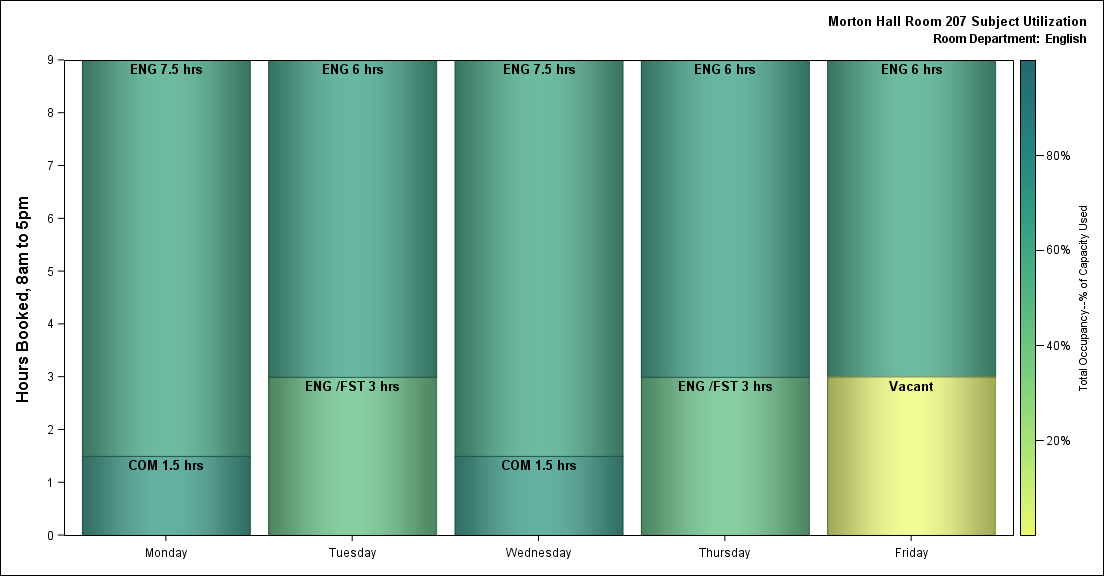 Morton Hall Room 207 Subject Utilization
Room Department: English
Hours Booked, 8am to 5pm
9
8
7
6
5
4
3
2
1
0
ENG 7.5 hrs
COM 1.5 hrs
ENG 6 hrs
ENG /FST 3 hrs
ENG 7.5 hrs
COM 1.5 hrs
ENG 6 hrs
ENG /FST 3 hrs
ENG 6 hrs
Vacant
Monday
Tuesday
Wednesday
Thursday
Friday
80%
60%
40%
20%
Total Occupancy--% of Capacity Used